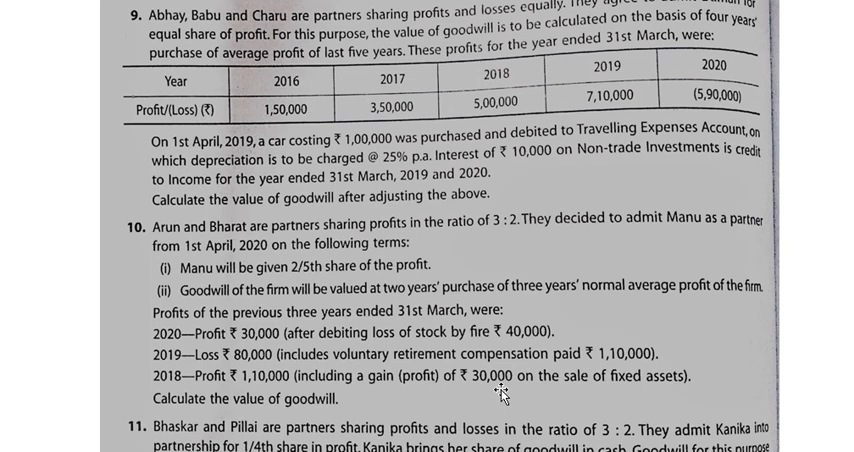 9. Abhay, Babu and Charu are partners sharing profits and losses equally. They
equal share of profit. For this purpose, the value of goodwill is to be calculated on the basis of four years'
purchase of average profit of last five years. These profits for the year ended 31st March, were:
Year 2016 2017 2018 2019 2020
Profit/(Loss) (₹) 1,50,000 3,50,000 5,00,000 7,10,000 (5,90,000)
On 1st April, 2019, a car costing ₹ 1,00,000 was purchased and debited to Travelling Expenses Account, on
which depreciation is to be charged @ 25% p.a. Interest of ₹ 10,000 on Non-trade Investments is credit
to Income for the year ended 31st March, 2019 and 2020.
Calculate the value of goodwill after adjusting the above.
10. Arun and Bharat are partners sharing profits in the ratio of 3 : 2. They decided to admit Manu as a partner
from 1st April, 2020 on the following terms:
(i) Manu will be given 2/5th share of the profit.
(ii) Goodwill of the firm will be valued at two years' purchase of three years' normal average profit of the firm.
Profits of the previous three years ended 31st March, were:
2020—Profit ₹ 30,000 (after debiting loss of stock by fire ₹ 40,000).
2019—Loss ₹ 80,000 (includes voluntary retirement compensation paid ₹ 1,10,000).
2018—Profit ₹ 1,10,000 (including a gain (profit) of ₹ 30,000 on the sale of fixed assets).
Calculate the value of goodwill.
11. Bhaskar and Pillai are partners sharing profits and losses in the ratio of 3 : 2. They admit Kanika into
partnership for 1/4th share in profit. Kanika brings her share of goodwill in cash. Goodwill for this purpose